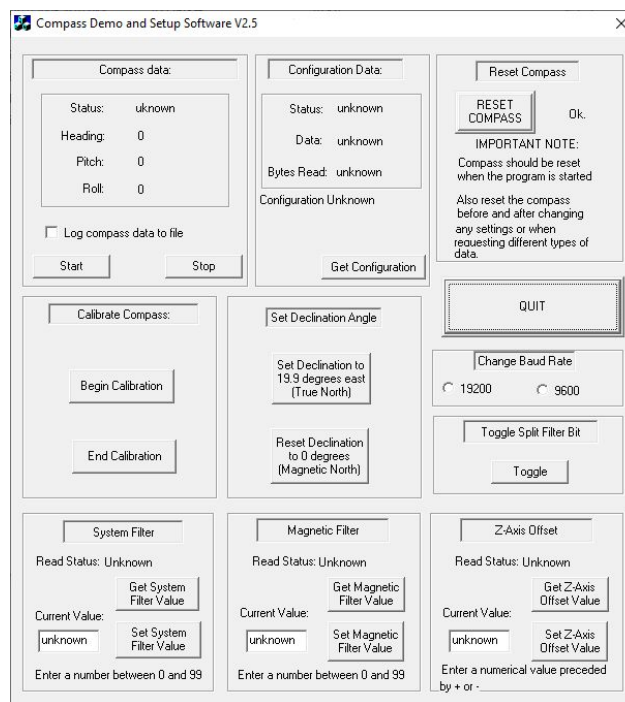 Compass Demo and Setup Software V2.5
Compass data:
Status: uknown
Heading: 0
Pitch: 0
Roll: 0
Log compass data to file
Start Stop
Configuration Data:
Status: unknown
Data: unknown
Bytes Read: unknown
Configuration Unknown
Get Configuration
Reset Compass
RESET
COMPASS
Ok.
IMPORTANT NOTE:
Compass should be reset
when the program is started
Also reset the compass
before and after changing
any settings or when
requesting different types of
data.
QUIT
Calibrate Compass:
Begin Calibration
End Calibration
Set Declination Angle
Set Declination to
19.9 degrees east
(True North)
Reset Declination
to 0 degrees
(Magnetic North)
Change Baud Rate
19200 9600
Toggle Split Filter Bit
Toggle
System Filter
Read Status: Unknown
Get System
Filter Value
Current Value:
unknown
Set System
Filter Value
Enter a number between 0 and 99
Magnetic Filter
Read Status: Unknown
Get Magnetic
Filter Value
Current Value:
unknown
Set Magnetic
Filter Value
Enter a number between 0 and 99
Z-Axis Offset
Read Status: Unknown
Get Z-Axis
Offset Value
Current Value:
unknown
Set Z-Axis
Offset Value
Enter a numerical value preceded
by + or -